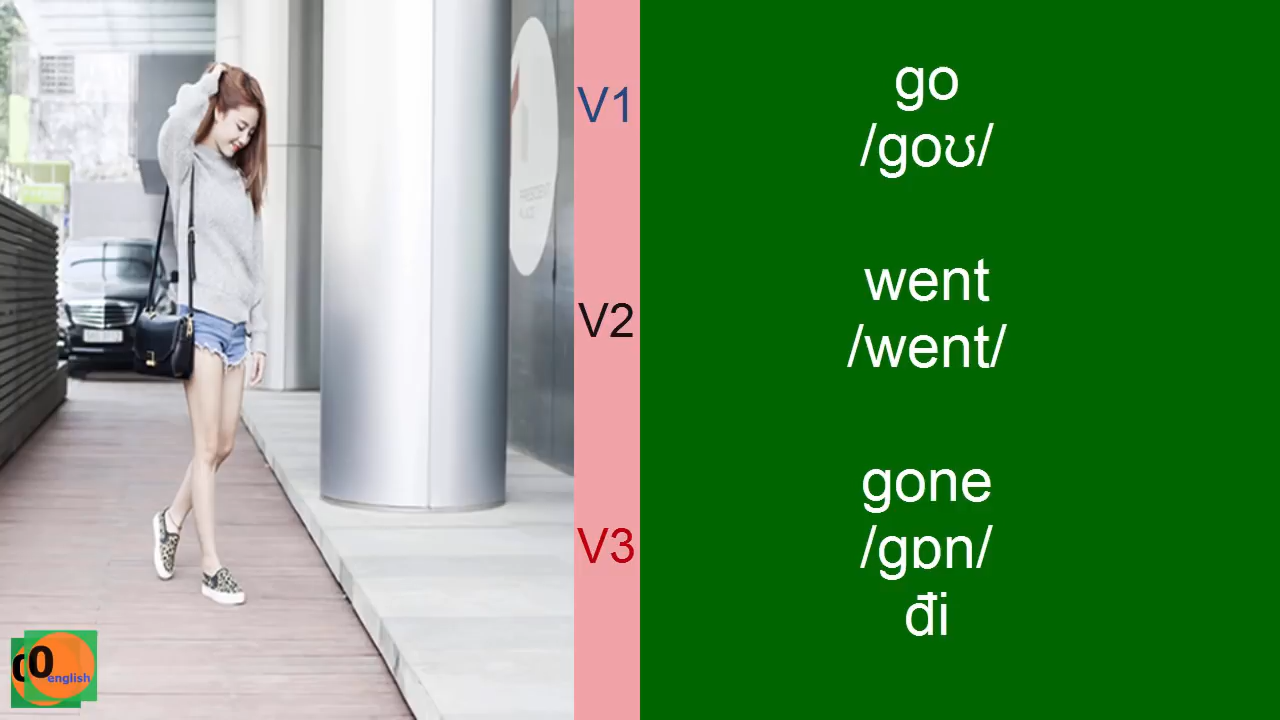 V1
go
/goʊ/
V2
went
/went/
V3
gone
/gɒn/
đi
english